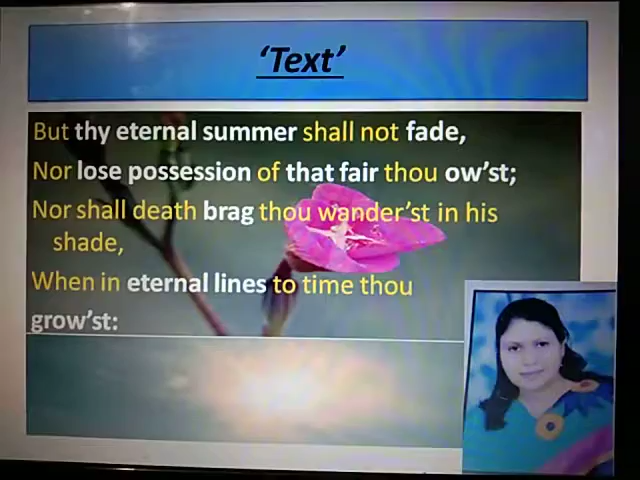 ‘Text’
But thy eternal summer shall not fade,
Nor lose possession of that fair thou ow’st;
Nor shall death brag thou wander’st in his
shade,
When in eternal lines to time thou
grow’st: